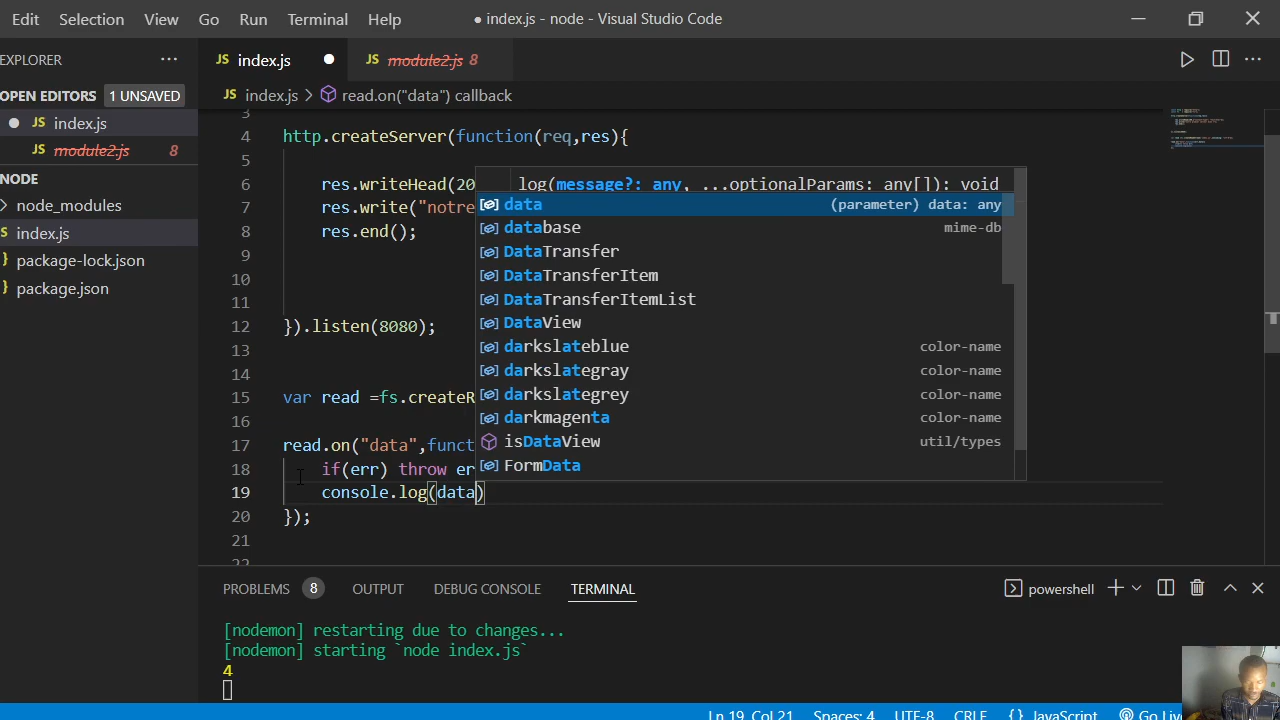 Edit Selection View Go Run Terminal Help ● index.js - node - Visual Studio Code
EXPLORER ···
JS index.js ● JS module2.js 8
OPEN EDITORS 1 UNSAVED
JS index.js > read.on("data") callback
● JS index.js
JS module2.js 8
NODE
> node_modules
index.js
package-lock.json
package.json
3
4 http.createServer(function(req,res){
5
log(message?: any, ...optionalParams: any[]): void
6 res.writeHead(20
7 res.write("notre
8 res.end();
9
10
11
12 }).listen(8080);
13
14
15 var read =fs.createR
16
17 read.on("data",funct
18 if(err) throw er
19 console.log(data)
20 });
21
22
data (parameter) data: any
database mime-db
DataTransfer
DataTransferItem
DataTransferItemList
DataView
darkslateblue color-name
darkslategray color-name
darkslategrey color-name
darkmagenta color-name
isDataView util/types
FormData
PROBLEMS 8 OUTPUT DEBUG CONSOLE TERMINAL powershell
[nodemon] restarting due to changes...
[nodemon] starting `node index.js`
4
Ln 19, Col 21 Spaces: 4 UTF-8 CRLF {} JavaScript Go Liv